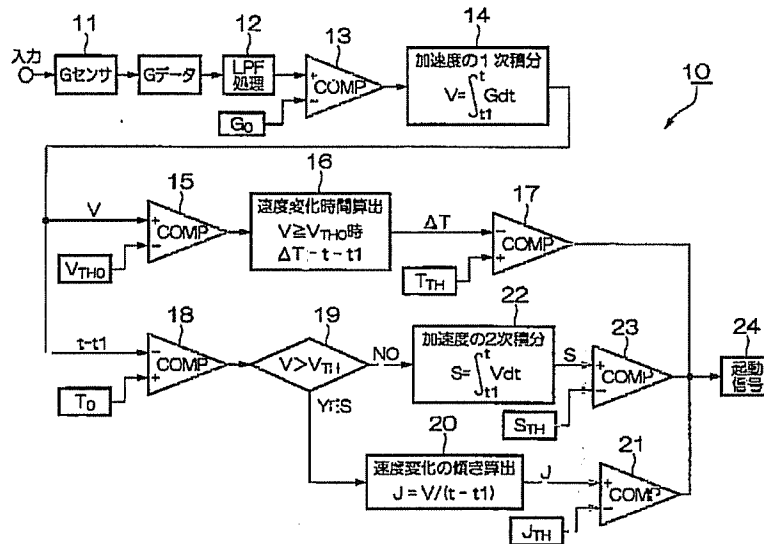 11
12
13
14
入力
Gセンサ
Gデータ
LPF
処理
+
−
COMP
G0
加速度の1次積分
V=∫t1t Gdt
10
15
16
17
V
+
−
COMP
VTH0
速度変化時間算出
V≧VTH0時
ΔT=t−t1
ΔT
−
+
COMP
TTH
18
19
22
23
24
t−t1
−
+
COMP
T0
V>VTH
NO
YES
加速度の2次積分
S=∫t1t Vdt
S
+
−
COMP
STH
起動
信号
20
21
速度変化の傾き算出
J=V/(t−t1)
J
+
−
COMP
JTH